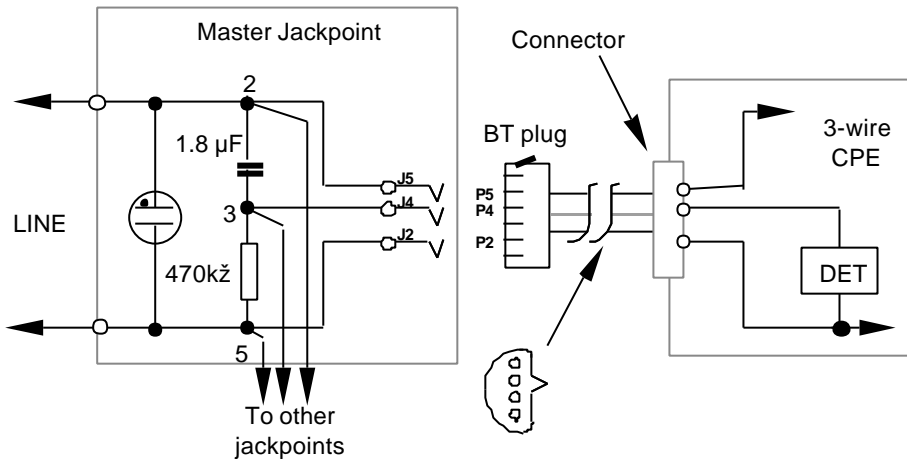 Master Jackpoint
2
1.8 µF
3
470kž
5
LINE
J5
J4
J2
To other
jackpoints
Connector
BT plug
P5
P4
P2
3-wire
CPE
DET